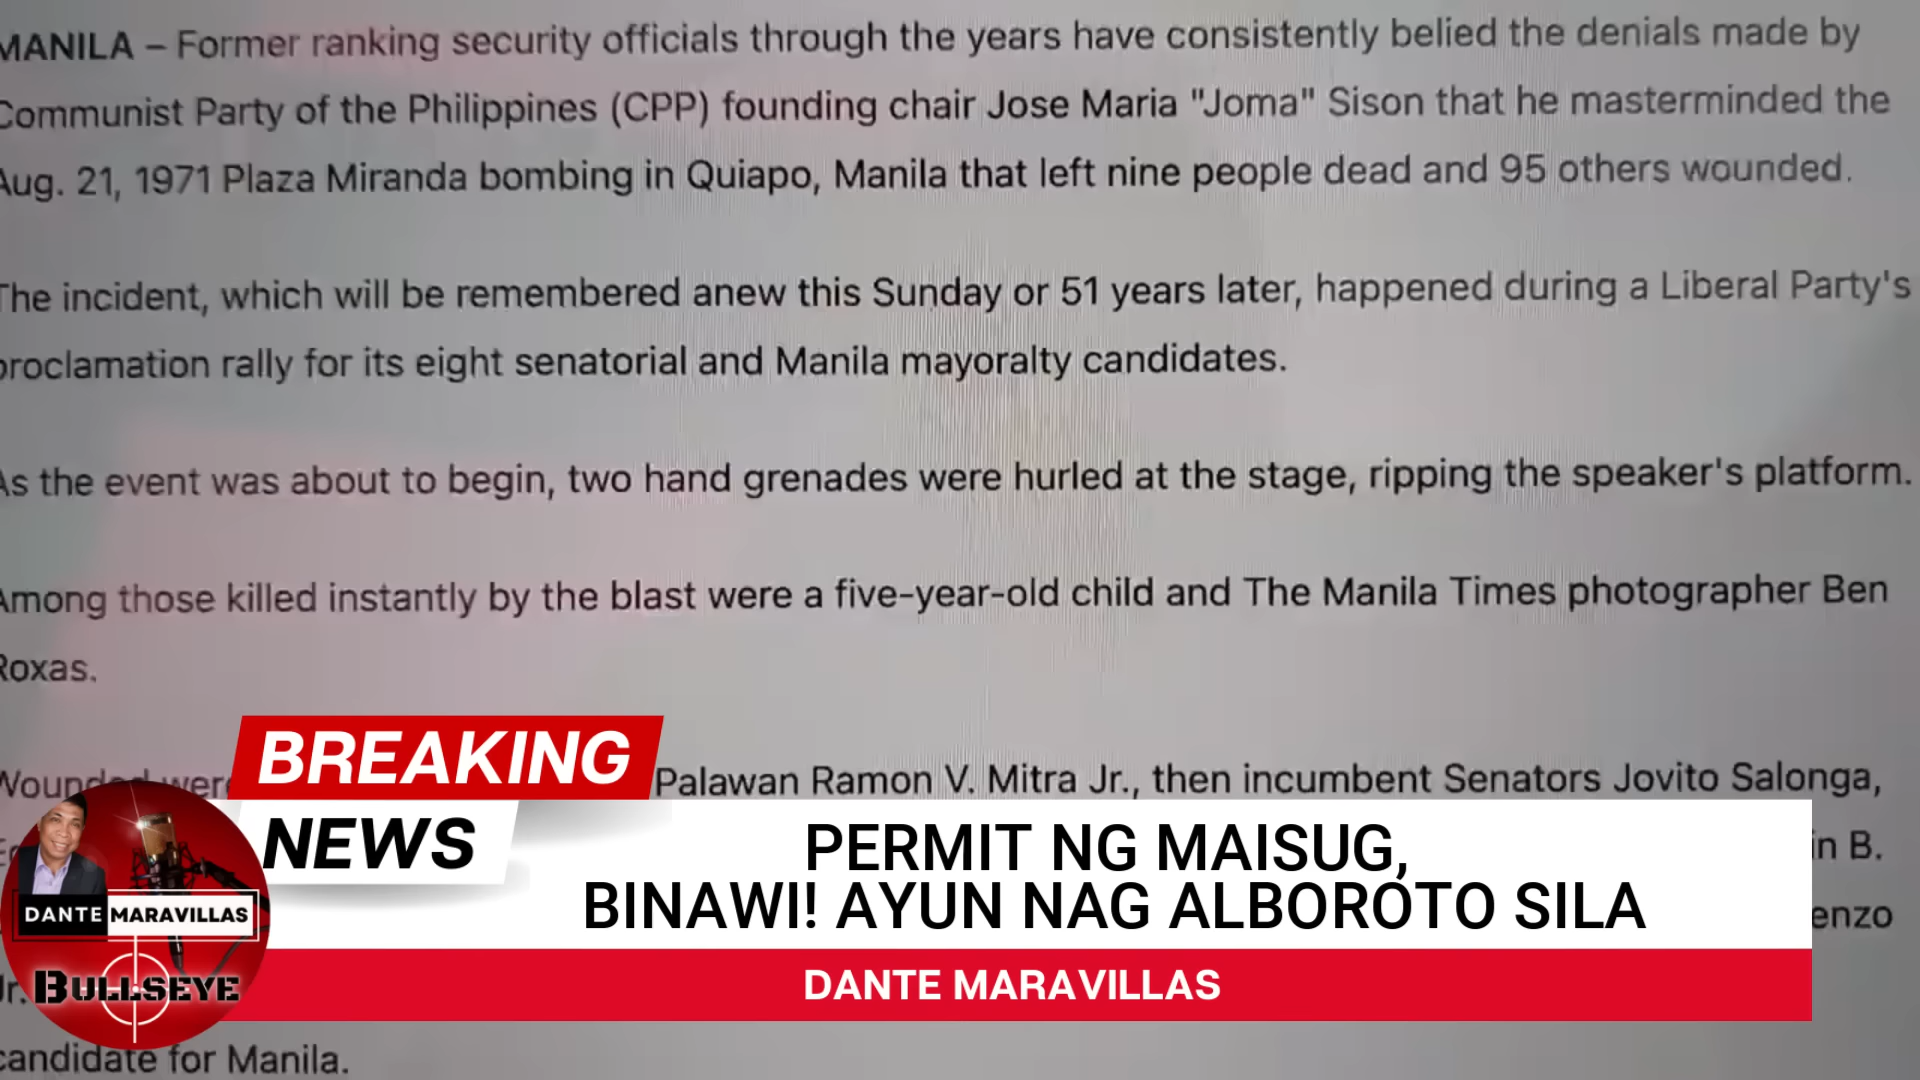 MANILA – Former ranking security officials through the years have consistently belied the denials made by
Communist Party of the Philippines (CPP) founding chair Jose Maria "Joma" Sison that he masterminded the
Aug. 21, 1971 Plaza Miranda bombing in Quiapo, Manila that left nine people dead and 95 others wounded.
The incident, which will be remembered anew this Sunday or 51 years later, happened during a Liberal Party's
proclamation rally for its eight senatorial and Manila mayoralty candidates.
As the event was about to begin, two hand grenades were hurled at the stage, ripping the speaker's platform.
Among those killed instantly by the blast were a five-year-old child and The Manila Times photographer Ben
Roxas.
Wounded were Palawan Ramon V. Mitra Jr., then incumbent Senators Jovito Salonga,
in B.
enzo
Jr.
candidate for Manila.
BREAKING
NEWS
PERMIT NG MAISUG,
BINAWI! AYUN NAG ALBOROTO SILA
DANTE MARAVILLAS
DANTE MARAVILLAS
BULLSEYE